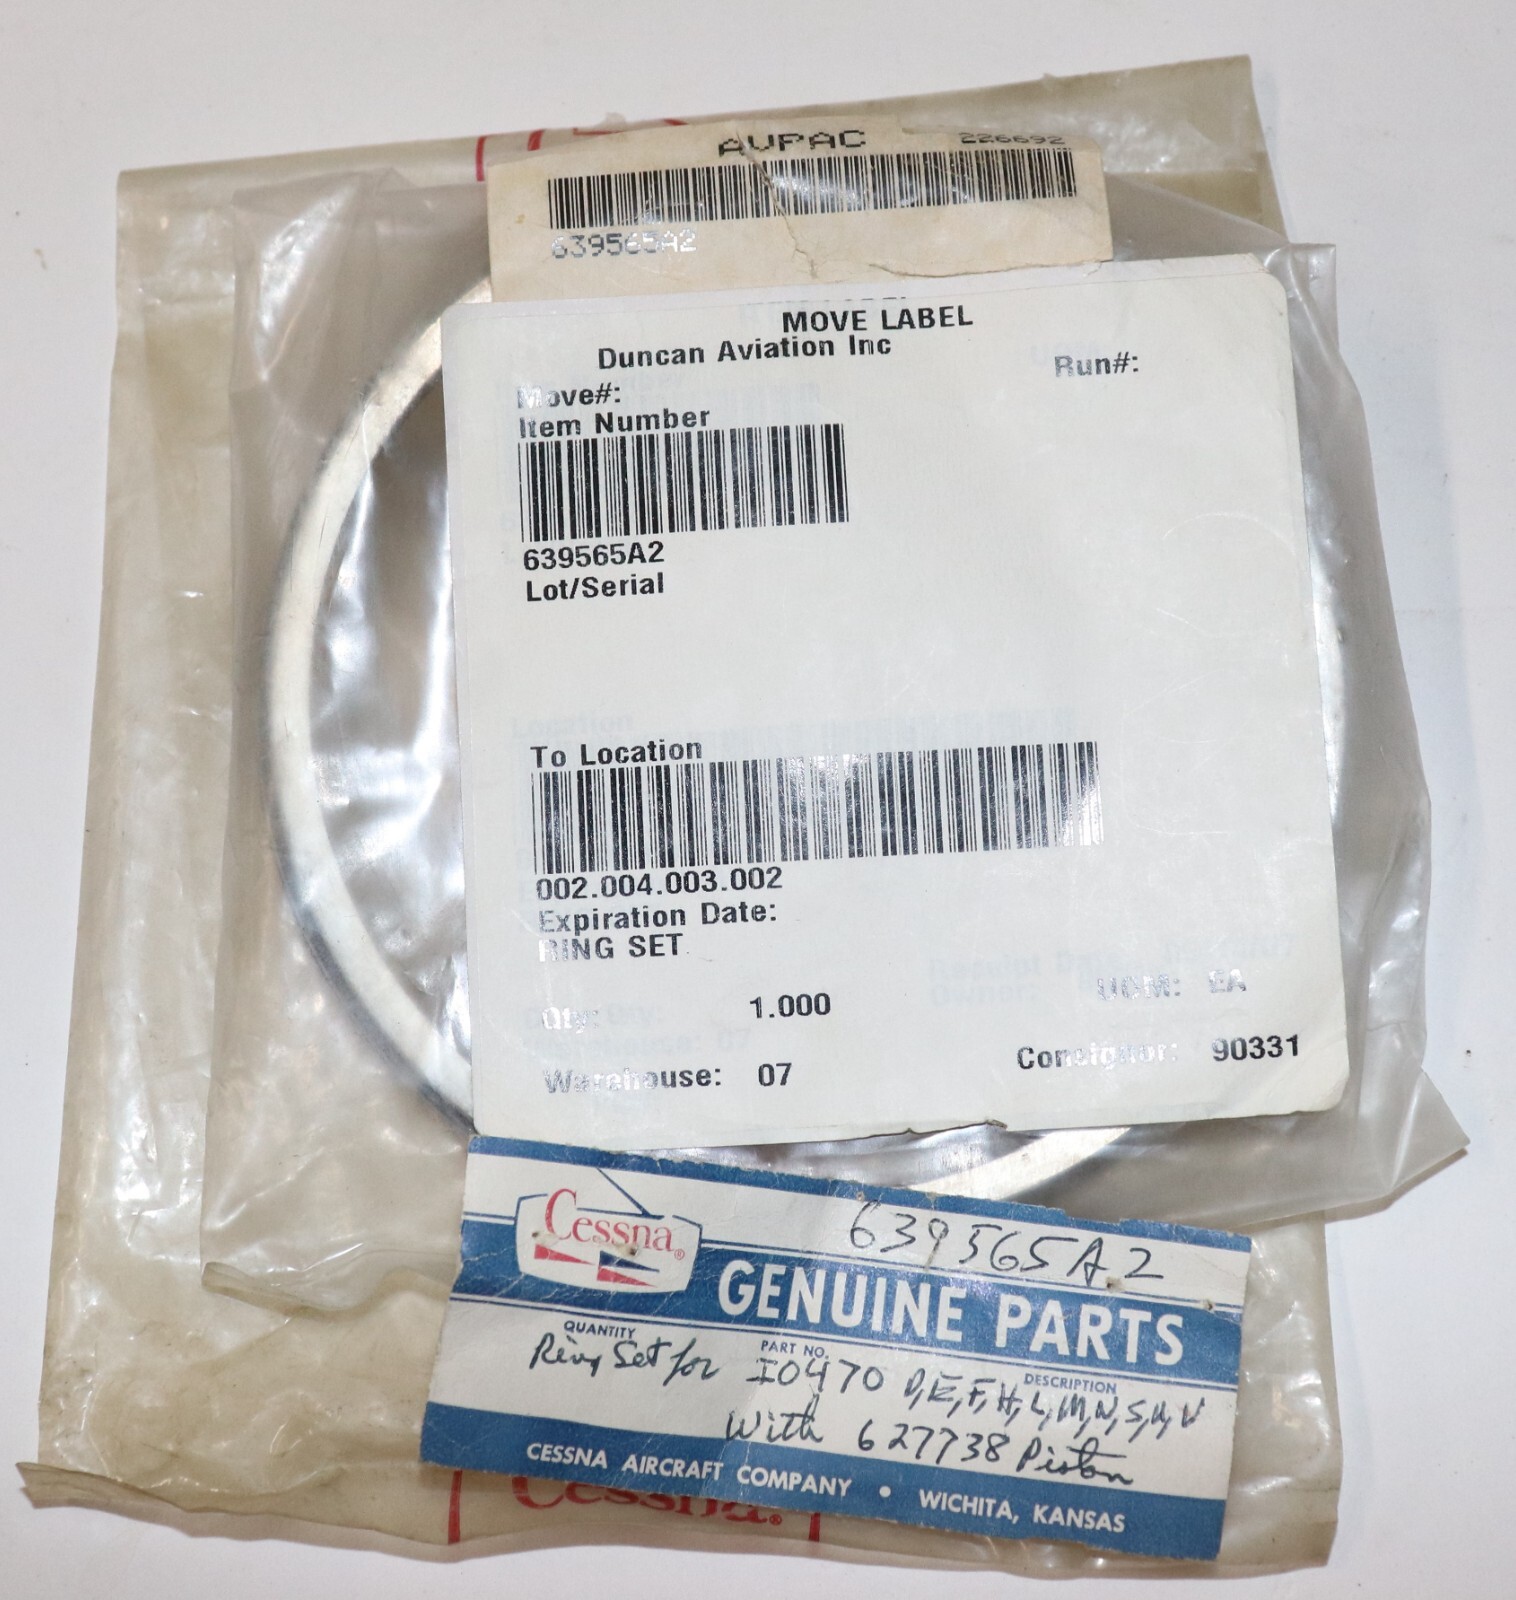 AVPAC 226692
639565A2
MOVE LABEL
Duncan Aviation Inc
Run#:
Move#:
Item Number
639565A2
Lot/Serial
To Location
002.004.003.002
Expiration Date:
RING SET
Qty: 1.000 UOM: EA
Warehouse: 07 Consignor: 90331
Cessna®
639565A2
GENUINE PARTS
QUANTITY PART NO. DESCRIPTION
Ring Set for IO470 D,E,F,H,L,M,N,S,U,V
With 627738 Piston
CESSNA AIRCRAFT COMPANY • WICHITA, KANSAS
Cessna®